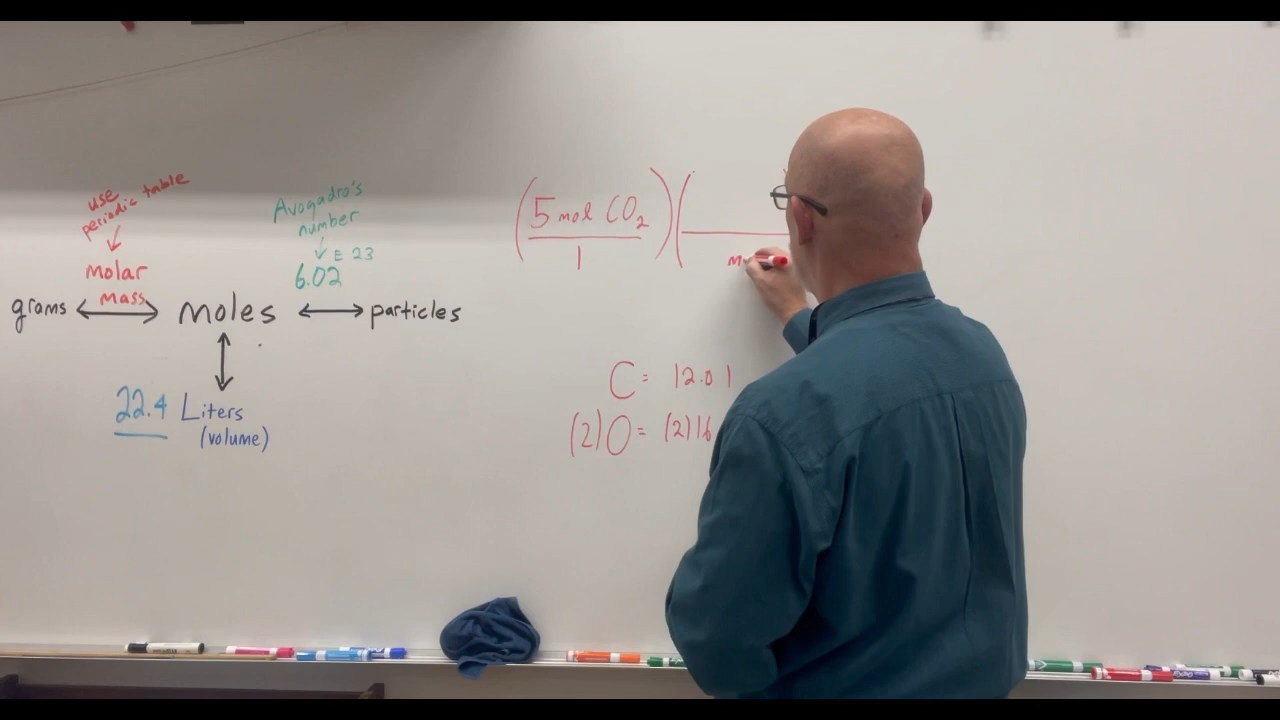 use
periodic table
molar
mass
grams
moles
particles
Avogadro's
number
E 23
6.02
22.4 Liters
(volume)
(5 mol CO₂)(
1
m
C = 12.01
(2)O = (2)16